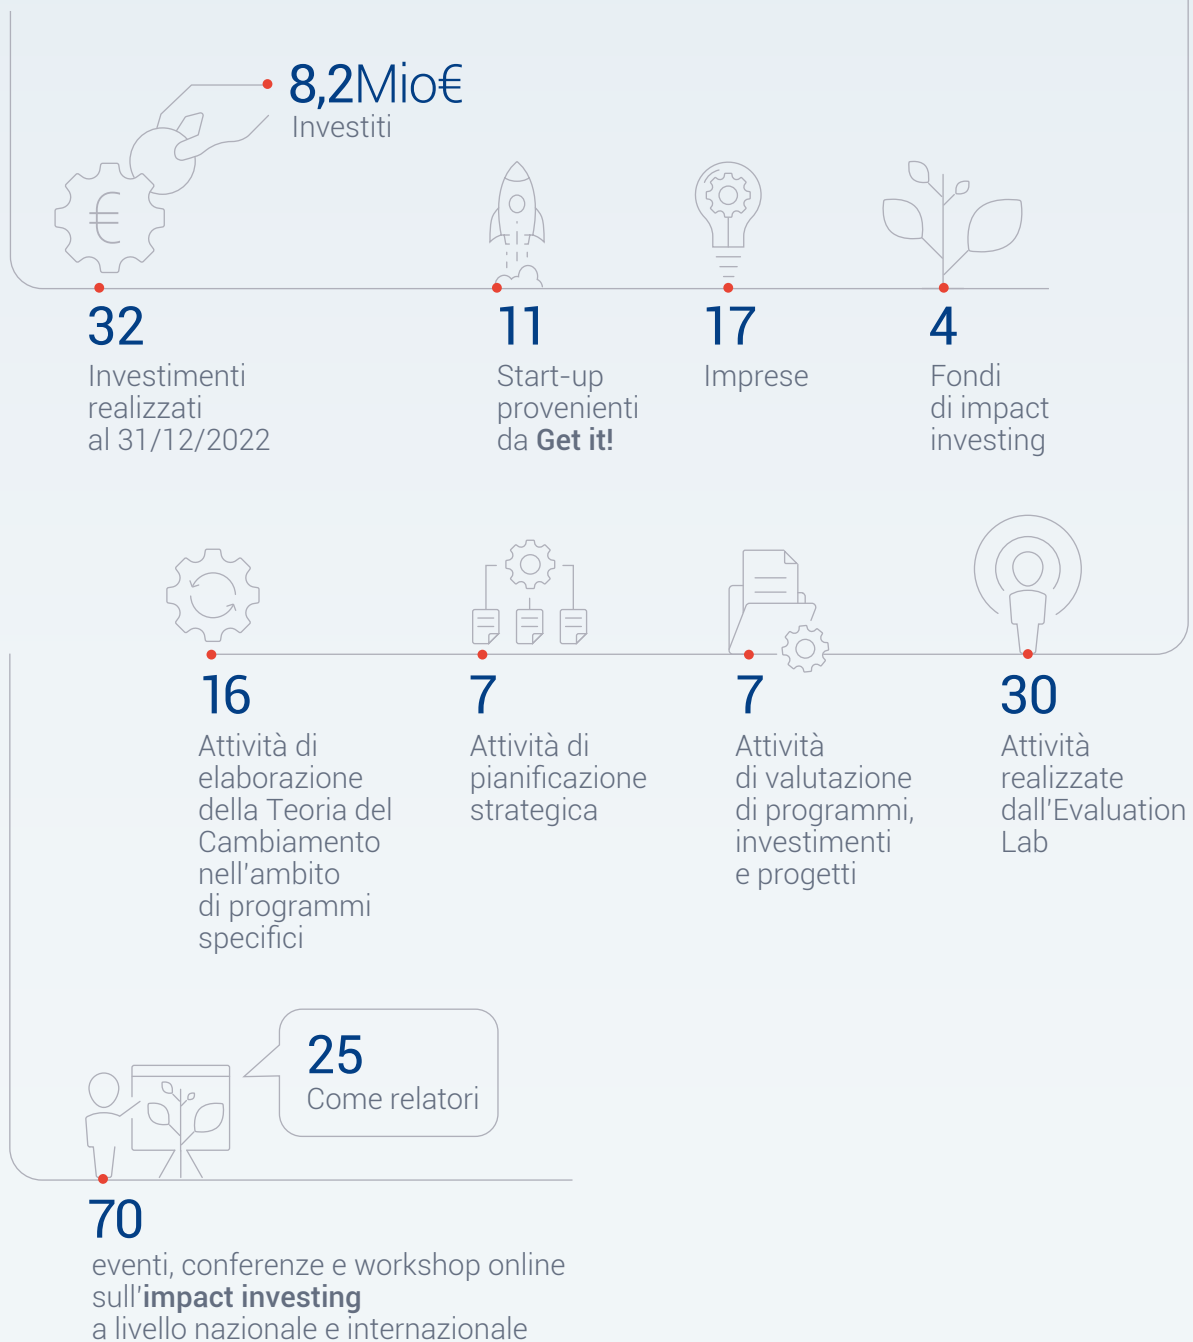 8,2Mio€
Investiti
€
32
Investimenti
realizzati
al 31/12/2022
11
Start-up
provenienti
da Get it!
17
Imprese
4
Fondi
di impact
investing
16
Attività di
elaborazione
della Teoria del
Cambiamento
nell'ambito
di programmi
specifici
7
Attività di
pianificazione
strategica
7
Attività
di valutazione
di programmi,
investimenti
e progetti
30
Attività
realizzate
dall'Evaluation
Lab
25
Come relatori
70
eventi, conferenze e workshop online
sull'impact investing
a livello nazionale e internazionale